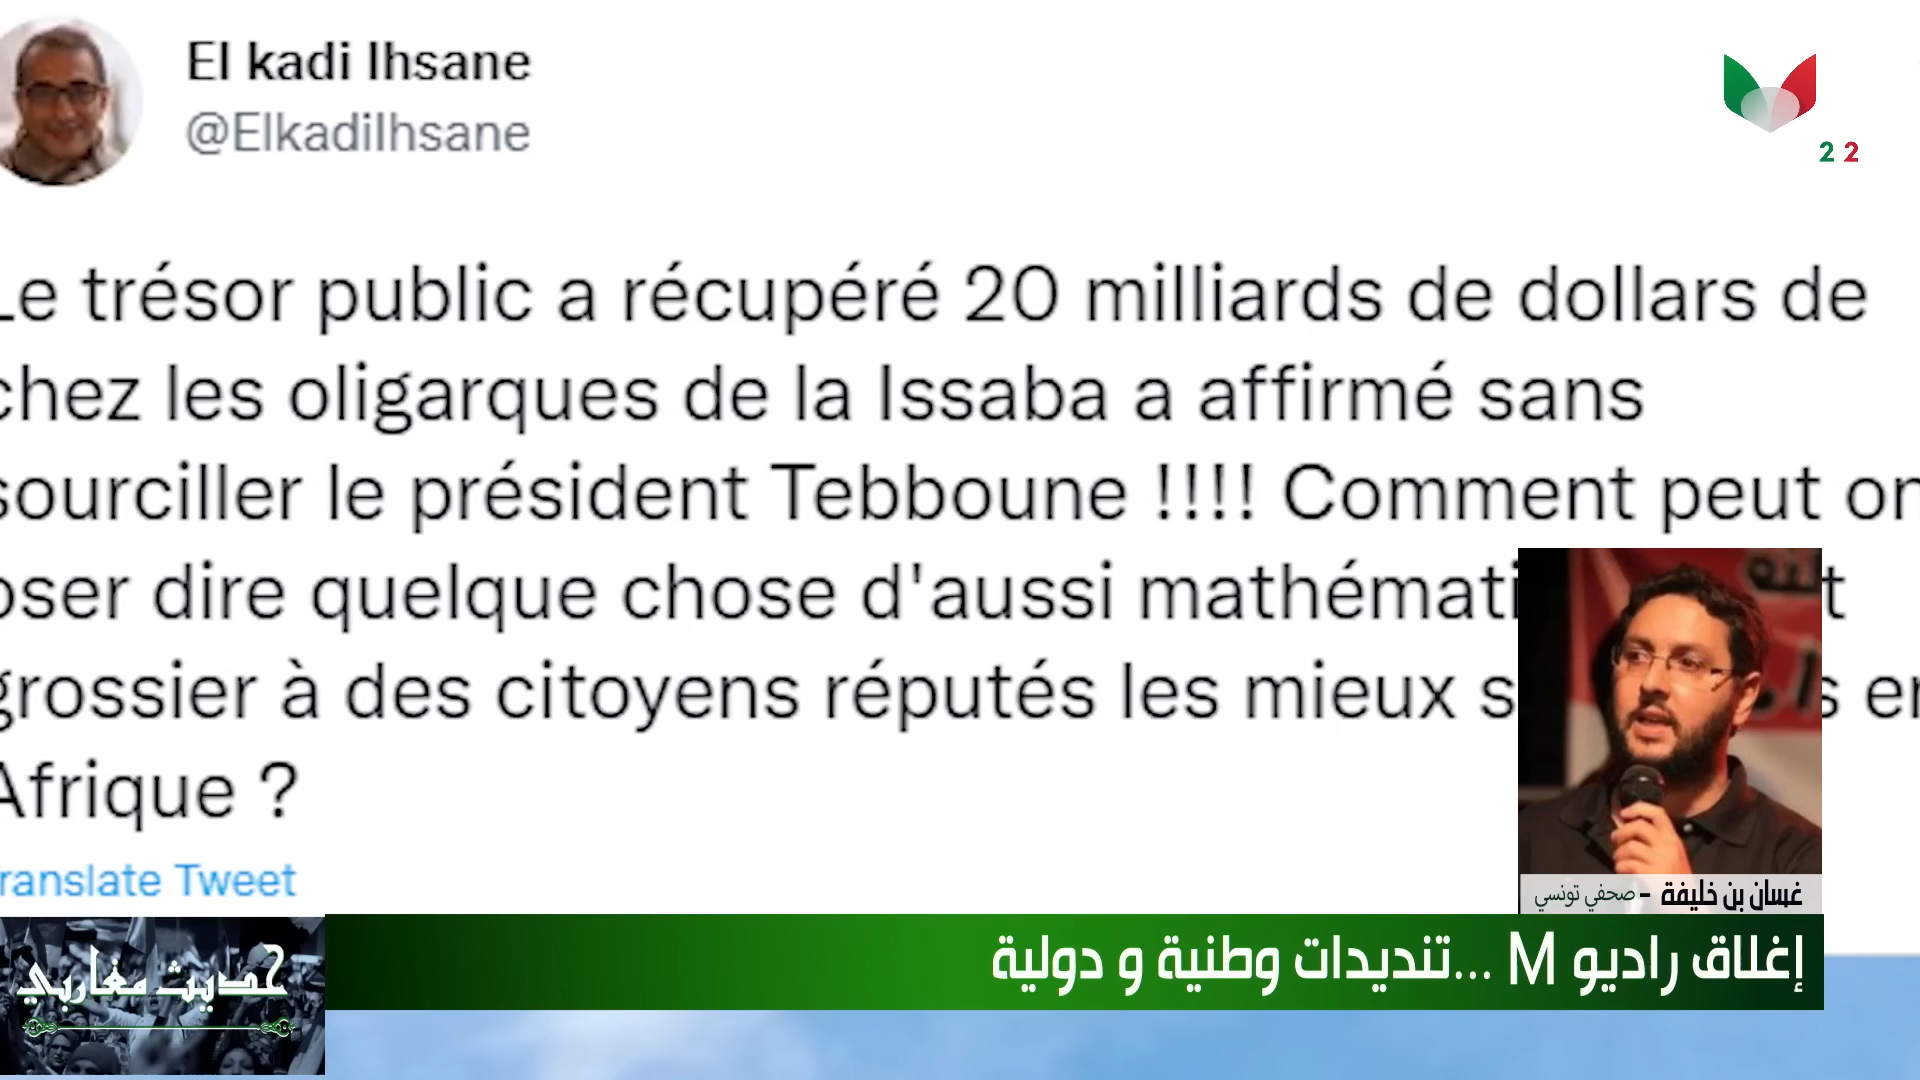 El kadi Ihsane
@ElkadiIhsane
22
Le trésor public a récupéré 20 milliards de dollars de
chez les oligarques de la Issaba a affirmé sans
sourciller le président Tebboune !!!! Comment peut on
oser dire quelque chose d'aussi
grossier à des citoyens réputés les mieux
Afrique ?
Translate Tweet
غسان بن خليفة - صحفي تونسي
إغلاق راديو M ...تنديدات وطنية و دولية
حديث مغاربي